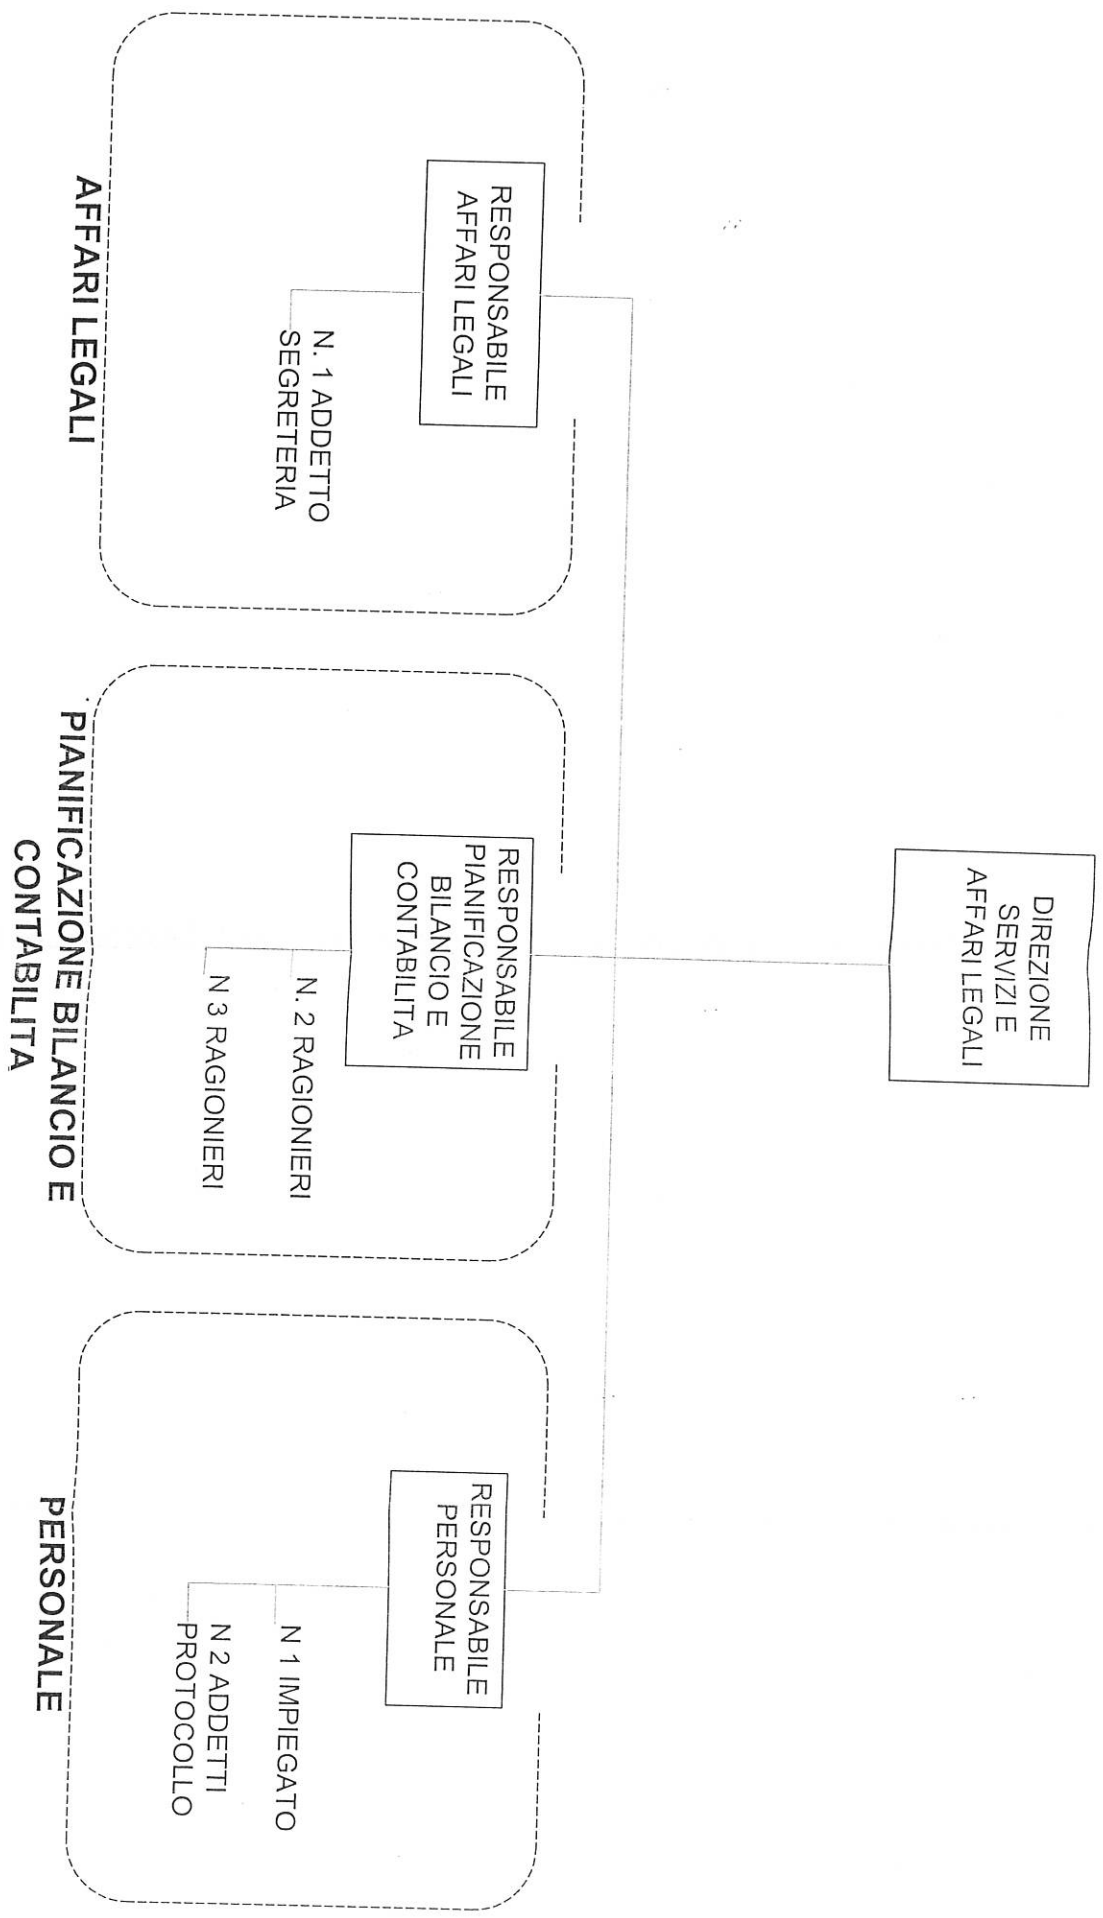 DIREZIONE
SERVIZI E
AFFARI LEGALI
RESPONSABILE
AFFARI LEGALI
N. 1 ADDETTO
SEGRETERIA
AFFARI LEGALI
RESPONSABILE
PIANIFICAZIONE
BILANCIO E
CONTABILITA
N. 2 RAGIONIERI
N 3 RAGIONIERI
PIANIFICAZIONE BILANCIO E
CONTABILITA
RESPONSABILE
PERSONALE
N 1 IMPIEGATO
N 2 ADDETTI
PROTOCOLLO
PERSONALE